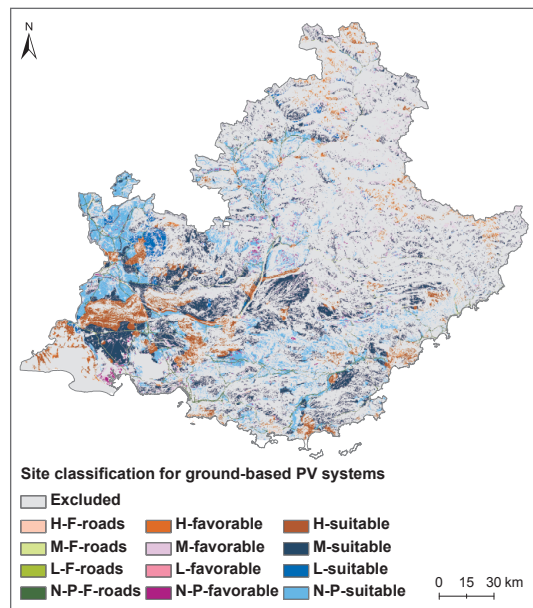 N
Site classification for ground-based PV systems
Excluded
H-F-roads H-favorable H-suitable
M-F-roads M-favorable M-suitable
L-F-roads L-favorable L-suitable
N-P-F-roads N-P-favorable N-P-suitable
0 15 30 km